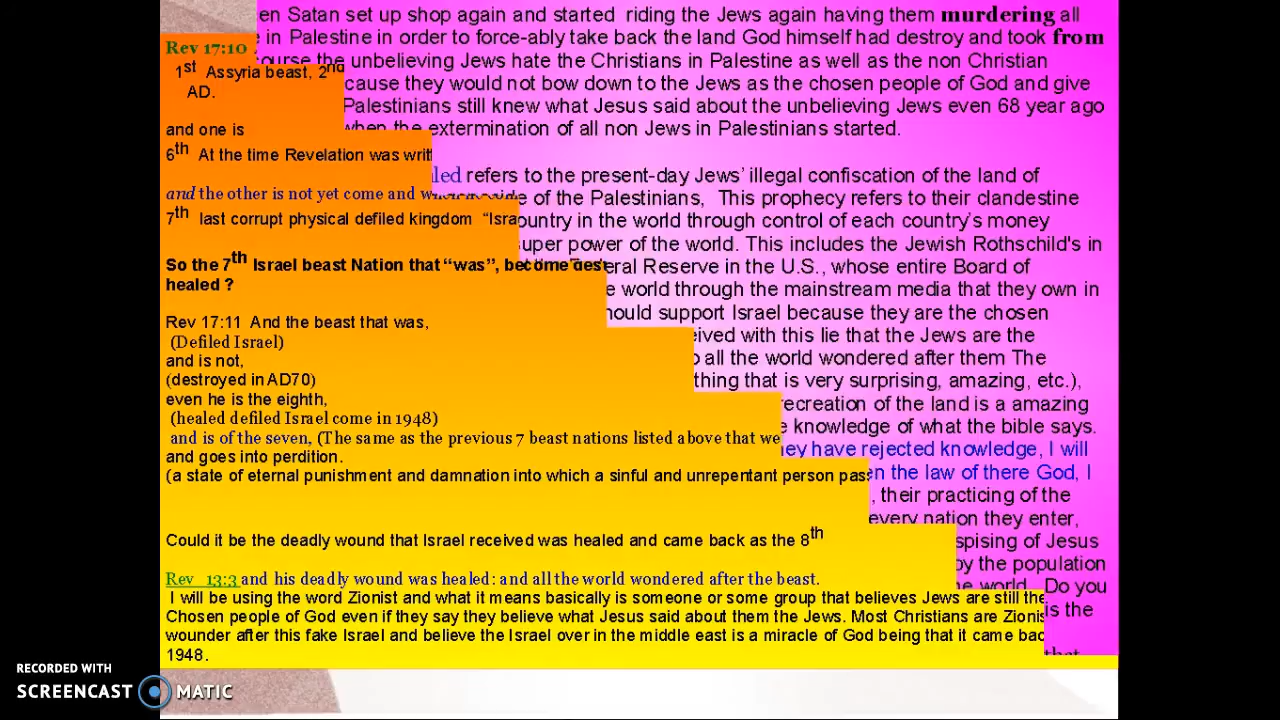 en Satan set up shop again and started riding the Jews again having them murdering all
in Palestine in order to force-ably take back the land God himself had destroy and took from
Rev 17:10
course the unbelieving Jews hate the Christians in Palestine as well as the non Christian
1st Assyria beast, 2nd
cause they would not bow down to the Jews as the chosen people of God and give
AD.
Palestinians still knew what Jesus said about the unbelieving Jews even 68 year ago
and one is
when the extermination of all non Jews in Palestinians started.
6th At the time Revelation was writ
led refers to the present-day Jews' illegal confiscation of the land of
and the other is not yet come and
e of the Palestinians, This prophecy refers to their clandestine
7th last corrupt physical defiled kingdom "Isra
ountry in the world through control of each country's money
uper power of the world. This includes the Jewish Rothschild's in
So the 7th Israel beast Nation that "was", become des
eral Reserve in the U.S., whose entire Board of
healed ?
e world through the mainstream media that they own in
hould support Israel because they are the chosen
Rev 17:11 And the beast that was,
eived with this lie that the Jews are the
(Defiled Israel)
o all the world wondered after them The
and is not,
(destroyed in AD70)
thing that is very surprising, amazing, etc.),
even he is the eighth,
recreation of the land is a amazing
(healed defiled Israel come in 1948)
e knowledge of what the bible says.
and is of the seven, (The same as the previous 7 beast nations listed above that we
ey have rejected knowledge, I will
and goes into perdition.
n the law of there God, I
(a state of eternal punishment and damnation into which a sinful and unrepentant person pas
, their practicing of the
every nation they enter,
Could it be the deadly wound that Israel received was healed and came back as the 8th
spising of Jesus
by the population
Rev 13:3 and his deadly wound was healed: and all the world wondered after the beast.
he world. Do you
I will be using the word Zionist and what it means basically is someone or some group that believes Jews are still the
is the
Chosen people of God even if they say they believe what Jesus said about them the Jews. Most Christians are Zionis
wounder after this fake Israel and believe the Israel over in the middle east is a miracle of God being that it came bac
1948.
that
RECORDED WITH
SCREENCAST MATIC